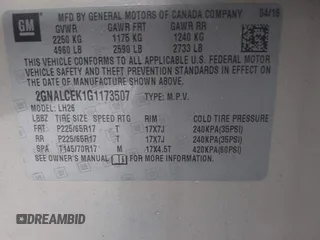 GM
MFD BY GENERAL MOTORS OF CANADA COMPANY 04/16
GVWR GAWR FRT GAWR RR
2250 KG 1175 KG 1240 KG
4960 LB 2590 LB 2733 LB
THIS VEHICLE CONFORMS TO ALL APPLICABLE U.S. FEDERAL MOTOR
VEHICLE SAFETY AND THEFT PREVENTION STANDARDS IN EFFECT ON
THE DATE OF MANUFACTURE SHOWN ABOVE.
2GNALCEK1G1173507 TYPE: M.P.V.
MODEL: LH26
LBBZ TIRE SIZE SPEED RTG RIM COLD TIRE PRESSURE
FRT P225/65R17 T 17X7J 240KPA(35PSI)
RR P225/65R17 T 17X7J 240KPA(35PSI)
SPA T145/70R17 M 17X4.5T 420KPA(60PSI)
SEE OWNER'S MANUAL FOR ADDITIONAL INFORMATION.
DREAMBID